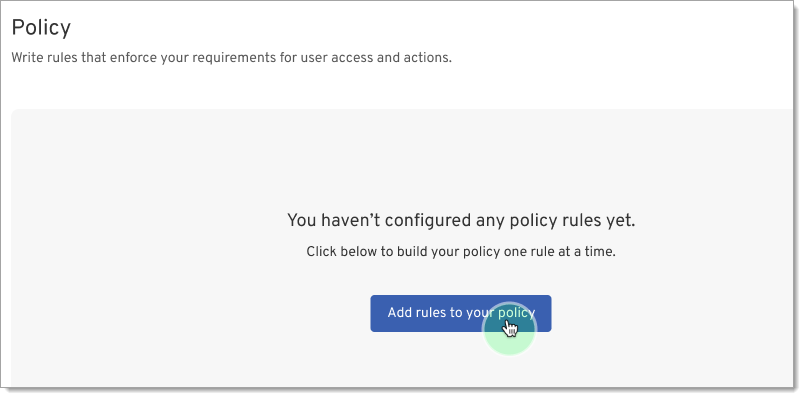 Policy
Write rules that enforce your requirements for user access and actions.
You haven’t configured any policy rules yet.
Click below to build your policy one rule at a time.
Add rules to your policy